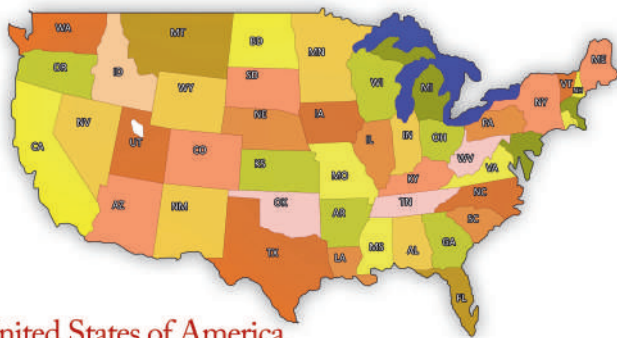 WA
MT
BD
MN
ME
OR
ID
SD
WI
MI
VT
NH
NY
WY
NE
IA
PA
NV
UT
CO
IL
IN
OH
CA
KS
MO
KY
WV
VA
AZ
NM
OK
AR
TN
NC
TX
LA
MS
AL
GA
SC
FL
nited States of America